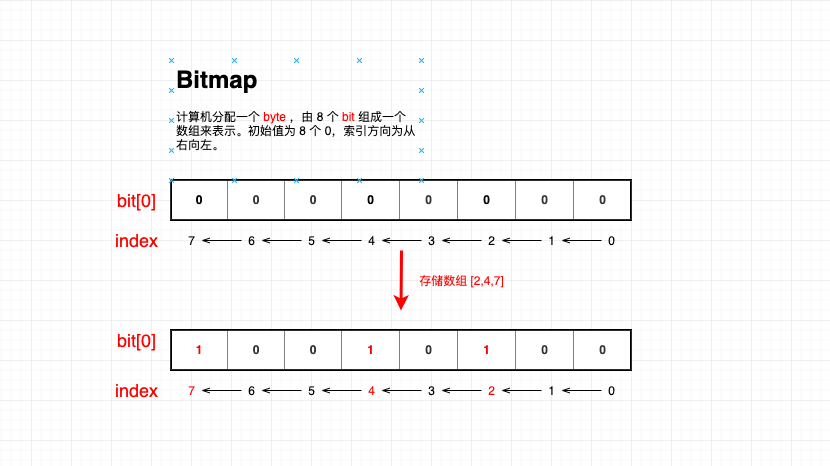 Bitmap
计算机分配一个 byte ，由 8 个 bit 组成一个
数组来表示。初始值为 8 个 0，索引方向为从
右向左。
bit[0] 0 0 0 0 0 0 0 0
index 7 6 5 4 3 2 1 0
存储数组 [2,4,7]
bit[0] 1 0 0 1 0 1 0 0
index 7 6 5 4 3 2 1 0